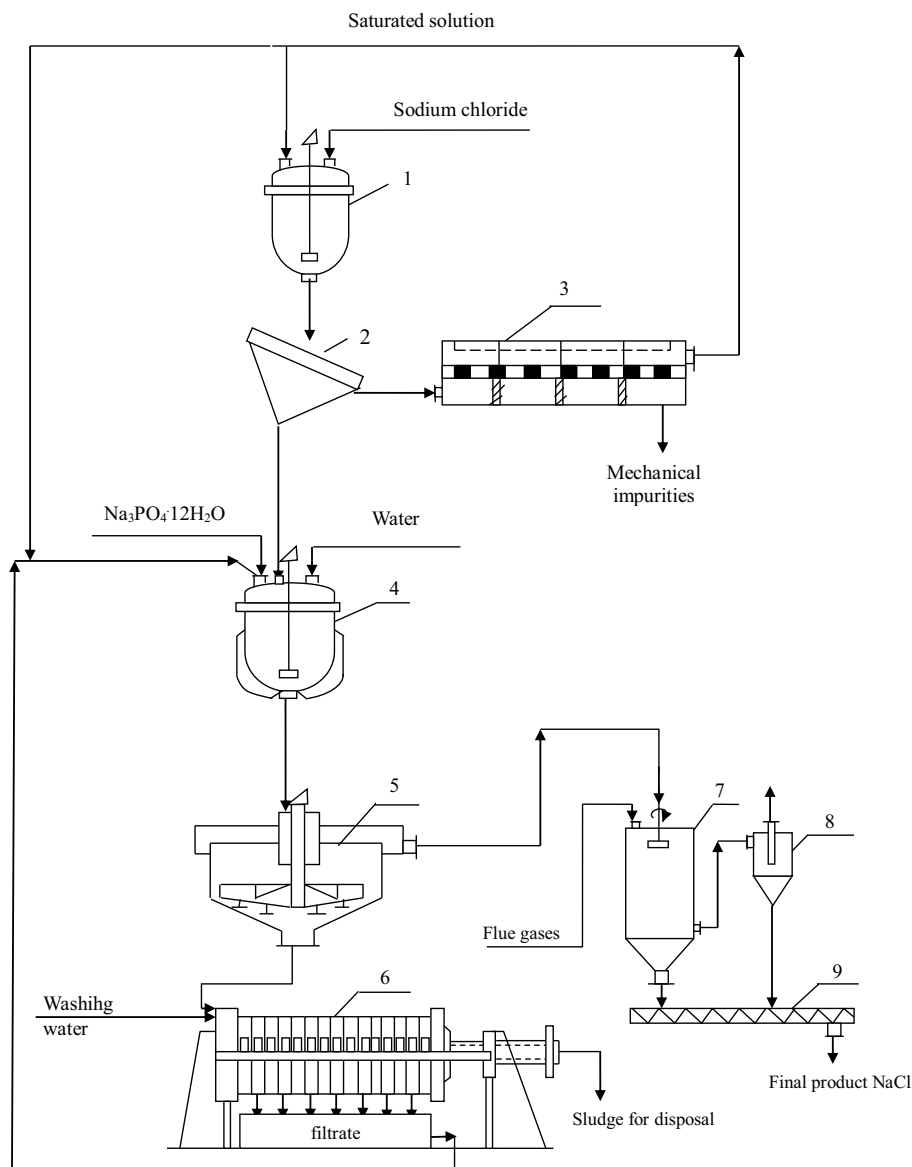 Saturated solution
Sodium chloride
1
3
2
Mechanical
impurities
Na₃PO₄·12H₂O
Water
4
5
7
8
Flue gases
9
6
Washihg
water
Final product NaCl
Sludge for disposal
filtrate